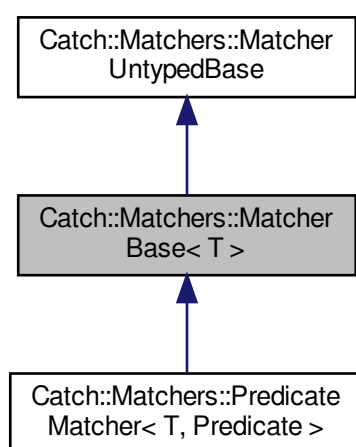 Catch::Matchers::Matcher
UntypedBase
Catch::Matchers::Matcher
Base< T >
Catch::Matchers::Predicate
Matcher< T, Predicate >